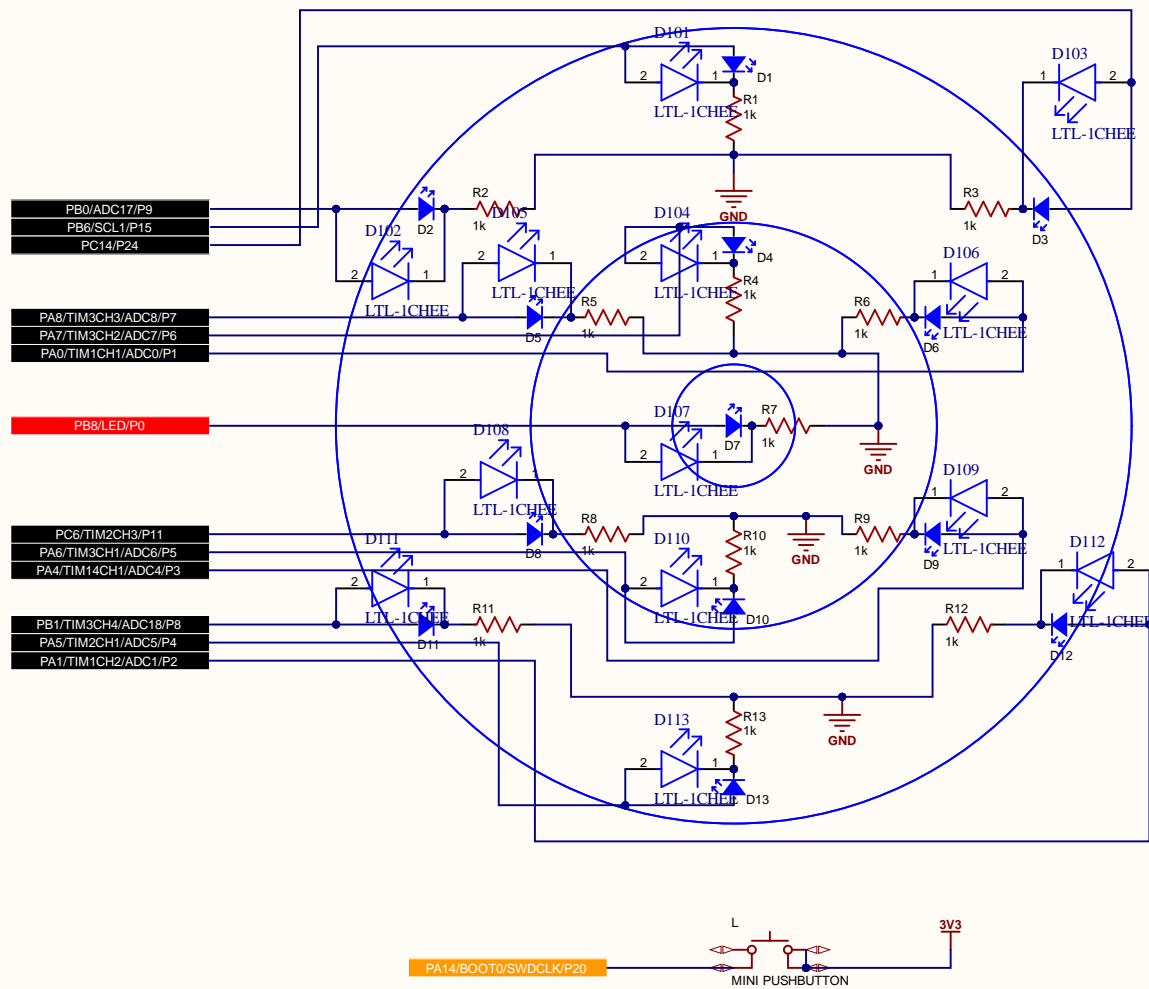 D101
D103
2 1
D1
1 2
LTL-1CHEE
R1
1k
LTL-1CHEE
PB0/ADC17/P9
PB6/SCL1/P15
PC14/P24
R2
1k
D2
GND
R3
1k
D3
D102
D105
D104
D4
D106
2 1
LTL-1CHEE
2 1
LTL-1CHEE
2 1
LTL-1CHEE
R4
1k
1 2
LTL-1CHEE
PA8/TIM3CH3/ADC8/P7
PA7/TIM3CH2/ADC7/P6
PA0/TIM1CH1/ADC0/P1
D5
R5
1k
R6
1k
D6
PB8/LED/P0
D107
D7
R7
1k
2 1
LTL-1CHEE
GND
D108
2 1
LTL-1CHEE
D109
1 2
LTL-1CHEE
PC6/TIM2CH3/P11
PA6/TIM3CH1/ADC6/P5
PA4/TIM14CH1/ADC4/P3
D8
R8
1k
R10
1k
GND
R9
1k
D9
D111
2 1
LTL-1CHEE
D110
2 1
LTL-1CHEE
D10
D112
1 2
LTL-1CHEE
PB1/TIM3CH4/ADC18/P8
PA5/TIM2CH1/ADC5/P4
PA1/TIM1CH2/ADC1/P2
D11
R11
1k
R12
1k
D12
D113
2 1
LTL-1CHEE
R13
1k
D13
GND
L
3V3
PA14/BOOT0/SWDCLK/P20
MINI PUSHBUTTON